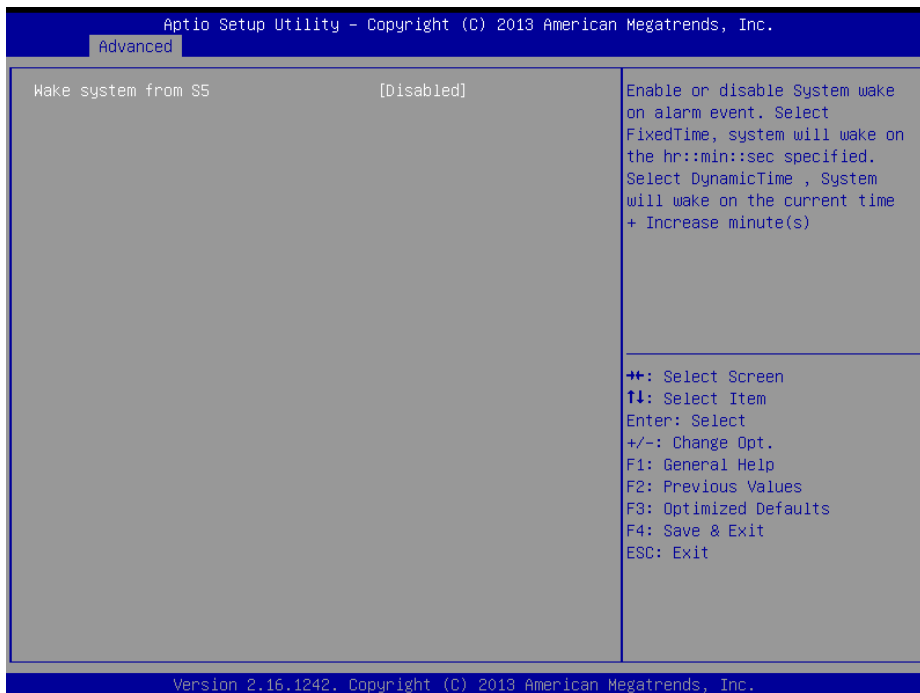 Aptio Setup Utility – Copyright (C) 2013 American Megatrends, Inc.
Advanced
Wake system from S5 [Disabled]
Enable or disable System wake
on alarm event. Select
FixedTime, system will wake on
the hr::min::sec specified.
Select DynamicTime , System
will wake on the current time
+ Increase minute(s)
→←: Select Screen
↑↓: Select Item
Enter: Select
+/-: Change Opt.
F1: General Help
F2: Previous Values
F3: Optimized Defaults
F4: Save & Exit
ESC: Exit
Version 2.16.1242. Copyright (C) 2013 American Megatrends, Inc.